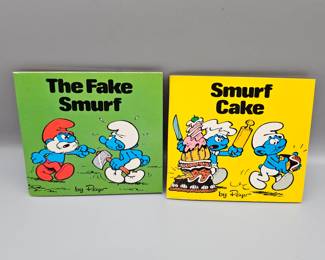 The Fake
Smurf
by Peyo
Smurf
Cake
by Peyo